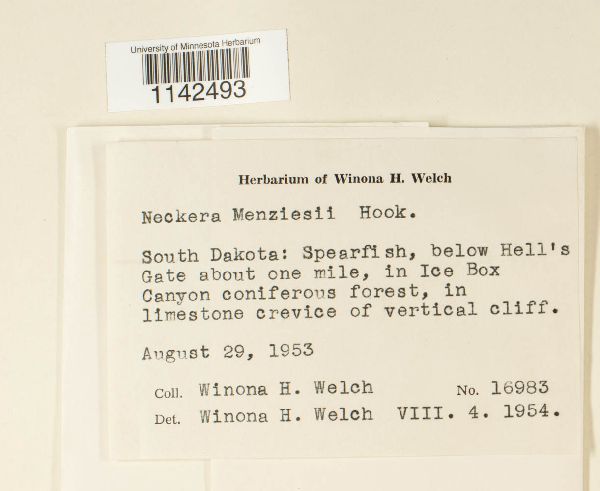 University of Minnesota Herbarium
1142493
Herbarium of Winona H. Welch
Neckera Menziesii Hook.
South Dakota: Spearfish, below Hell's
Gate about one mile, in Ice Box
Canyon coniferous forest, in
limestone crevice of vertical cliff.
August 29, 1953
Coll. Winona H. Welch No. 16983
Det. Winona H. Welch VIII. 4. 1954.